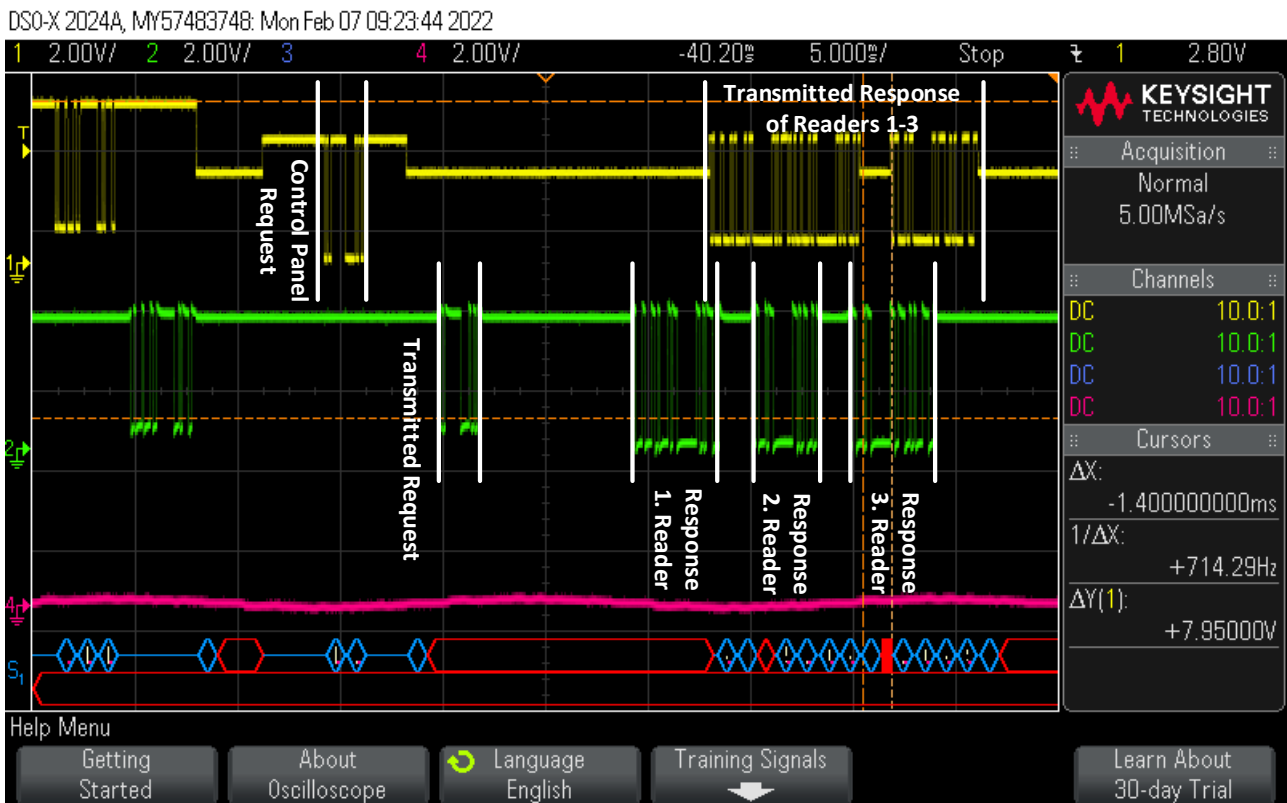 DSO-X 2024A, MY57483748: Mon Feb 07 09:23:44 2022
1 2.00V/ 2 2.00V/ 3 4 2.00V/ -40.20ms 5.000ms/ Stop 1 2.80V
T
Transmitted Response
of Readers 1-3
Control Panel
Request
1
2
Transmitted Request
Response
1. Reader
Response
2. Reader
Response
3. Reader
4
S1
KEYSIGHT
TECHNOLOGIES
Acquisition
Normal
5.00MSa/s
Channels
DC 10.0:1
DC 10.0:1
DC 10.0:1
DC 10.0:1
Cursors
ΔX:
-1.400000000ms
1/ΔX:
+714.29Hz
ΔY(1):
+7.95000V
Help Menu
Getting
Started
About
Oscilloscope
Language
English
Training Signals
Learn About
30-day Trial